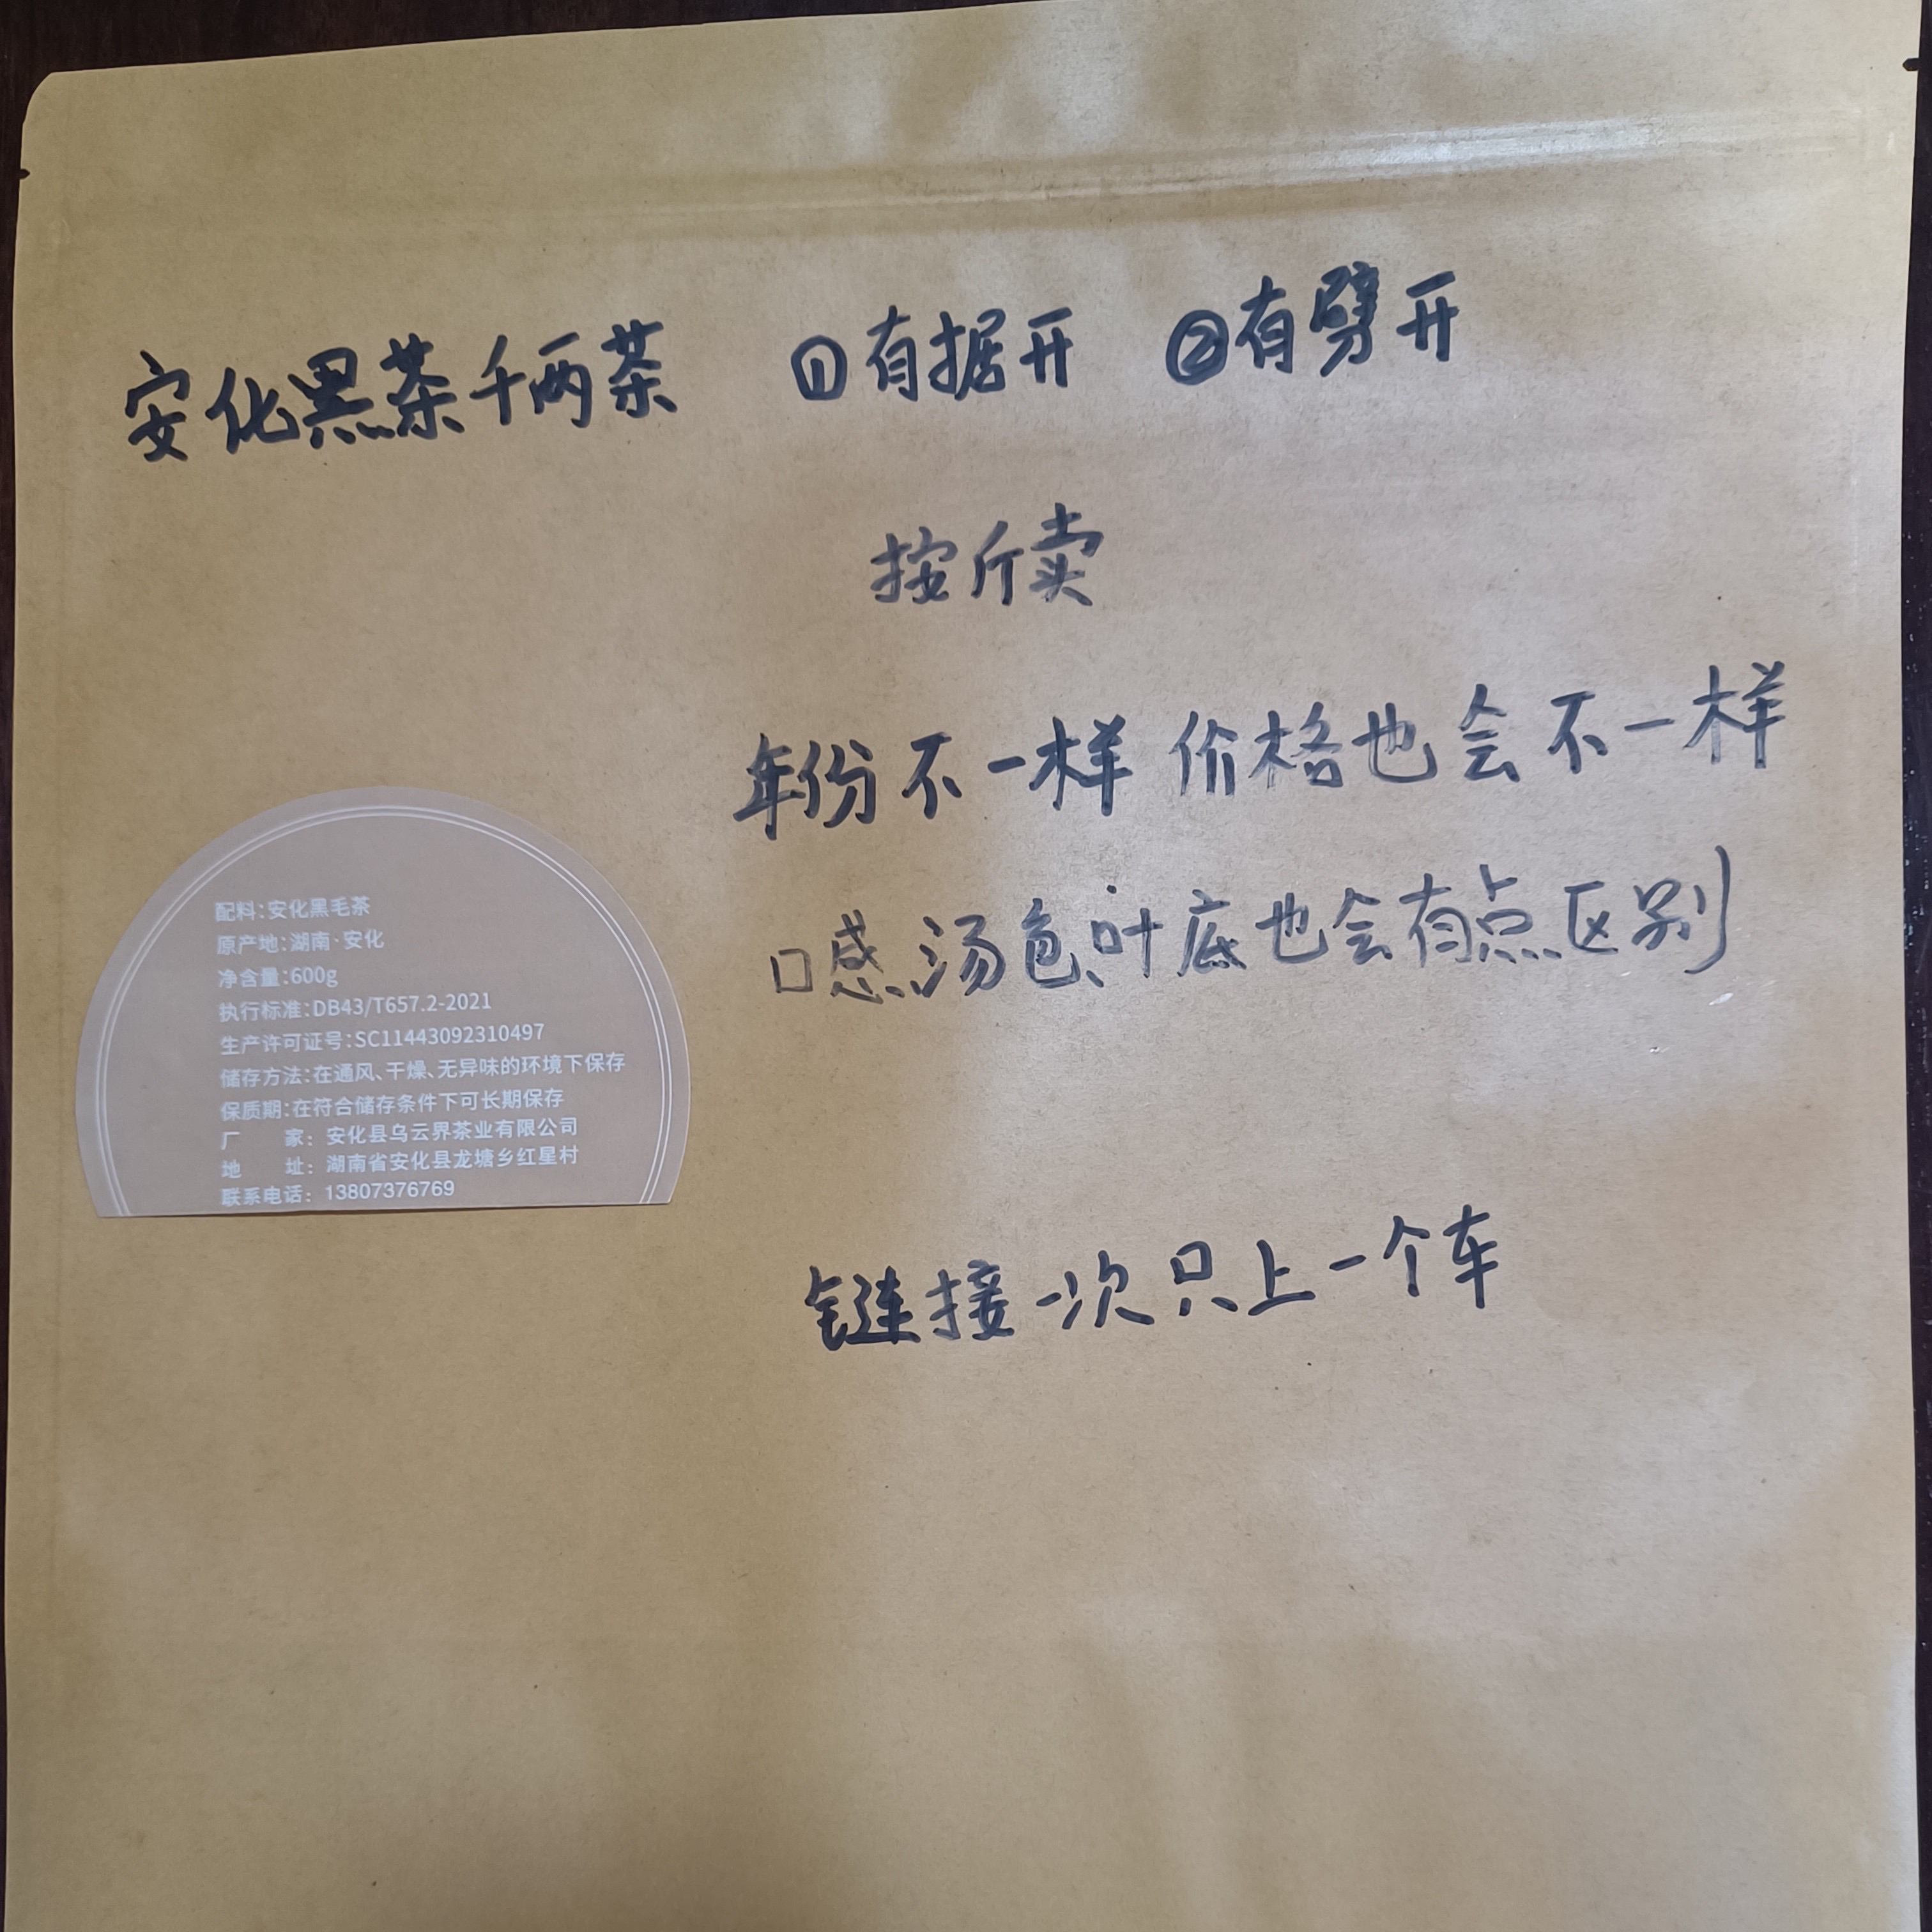 安化黑茶千两茶 ①有据开 ②有劈开
按斤卖
年份不一样 价格也会不一样
口感、汤色、叶底也会有点区别
配料:安化黑毛茶
原产地:湖南·安化
净含量:600g
执行标准:DB43/T657.2-2021
生产许可证号:SC11443092310497
储存方法:在通风、干燥、无异味的环境下保存
保质期:在符合储存条件下可长期保存
厂 家: 安化县乌云界茶业有限公司
地 址: 湖南省安化县龙塘乡红星村
联系电话: 13807376769
链接一次只上一个车